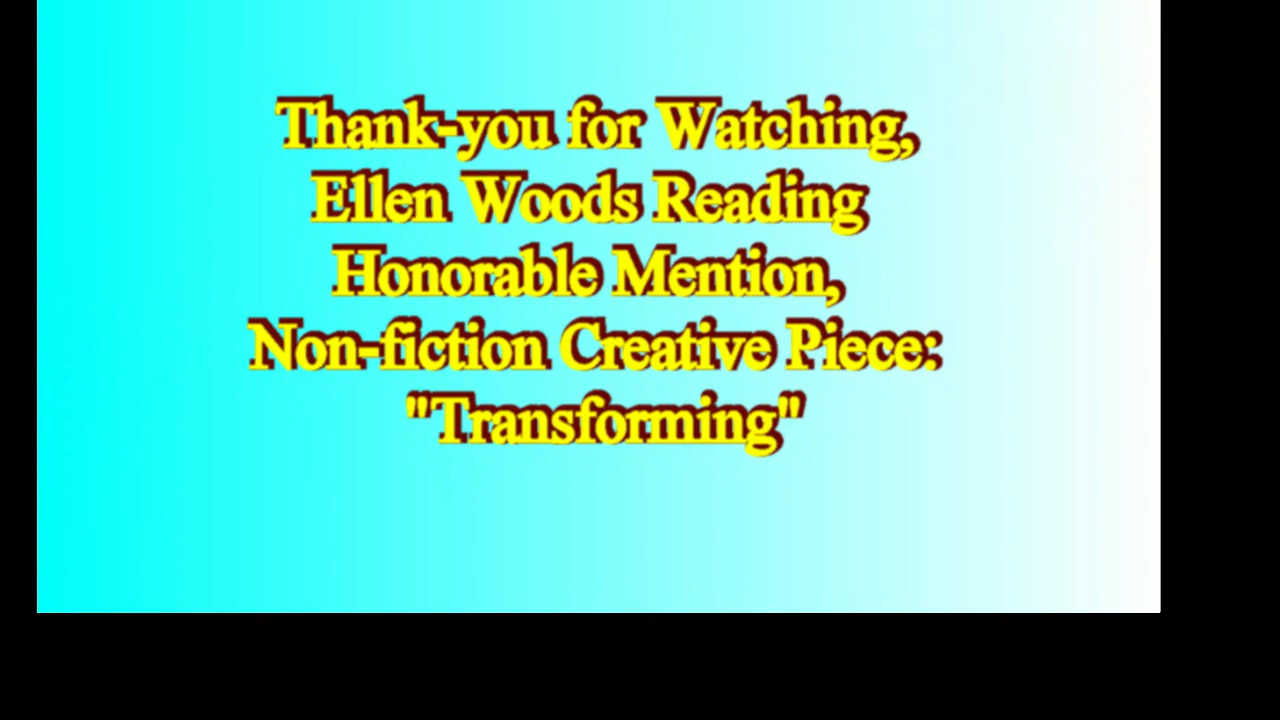 Thank-you for Watching,
Ellen Woods Reading
Honorable Mention,
Non-fiction Creative Piece:
"Transforming"